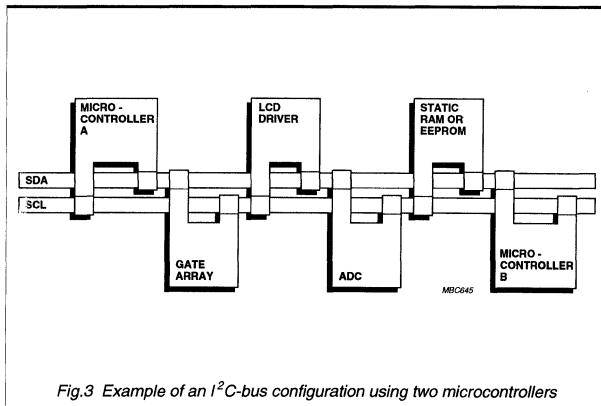 MICRO -
CONTROLLER
A
LCD
DRIVER
STATIC
RAM OR
EEPROM
SDA
SCL
GATE
ARRAY
ADC
MICRO -
CONTROLLER
B
MBC645
Fig.3 Example of an I²C-bus configuration using two microcontrollers